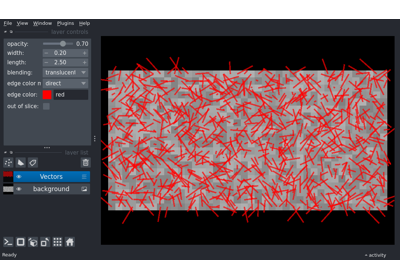 File View Window Plugins Help
layer controls
opacity: 0.70
width: - 0.20 +
length: - 2.50 +
blending: translucent
edge color m direct
edge color: red
out of slice:
layer list
Vectors
background
Ready
activity